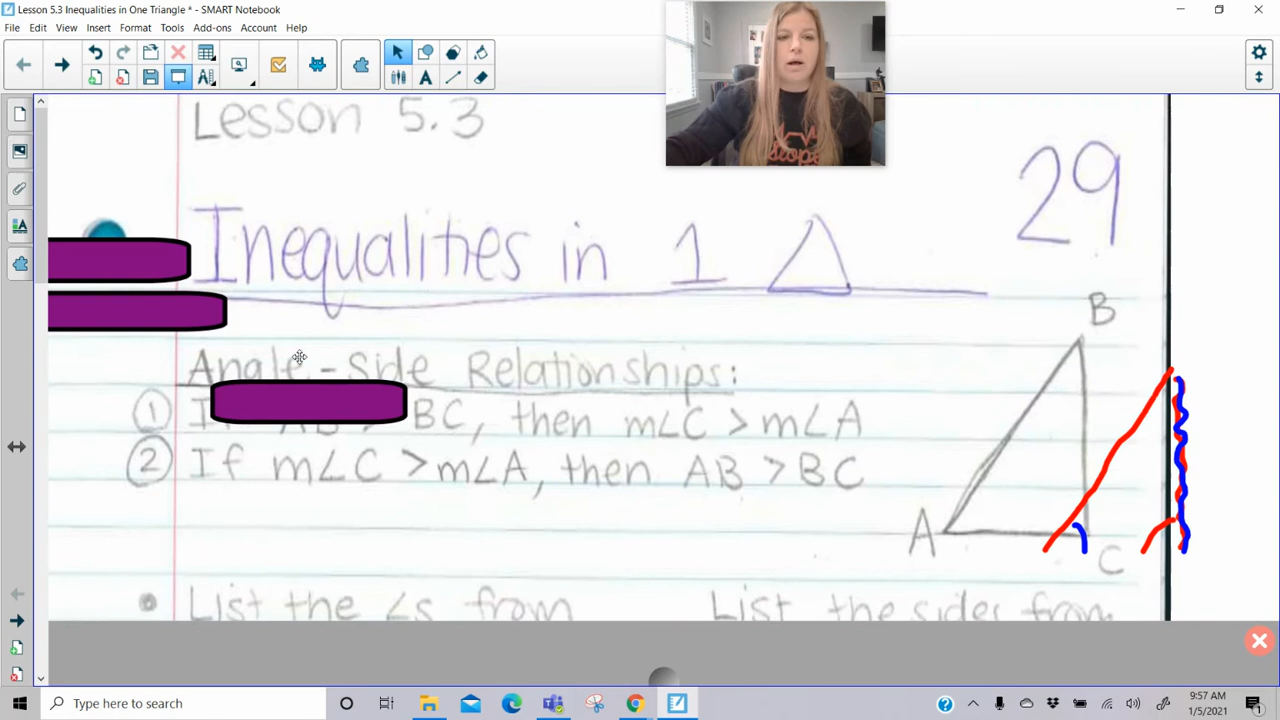 Lesson 5.3 Inequalities in One Triangle * - SMART Notebook
File Edit View Insert Format Tools Add-ons Account Help
Lesson 5.3
29
Inequalities in 1 △
B
Angle-Side Relationships:
① If AB > BC, then m∠C > m∠A
② If m∠C > m∠A, then AB > BC
A
C
• List the ∠s from
List the sides from
Type here to search
9:57 AM
1/5/2021